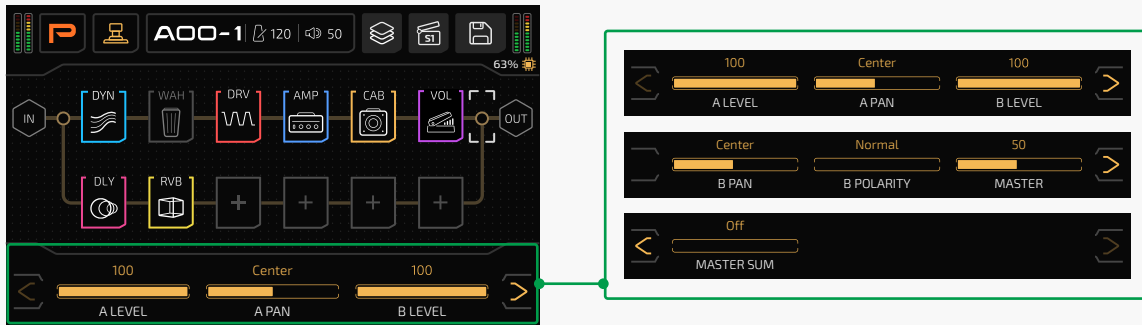 A00-1 120 50 S1
63%
IN DYN WAH DRV AMP CAB VOL OUT
DLY RVB
100 Center 100
A LEVEL A PAN B LEVEL
100 Center 100
A LEVEL A PAN B LEVEL
Center Normal 50
B PAN B POLARITY MASTER
Off
MASTER SUM